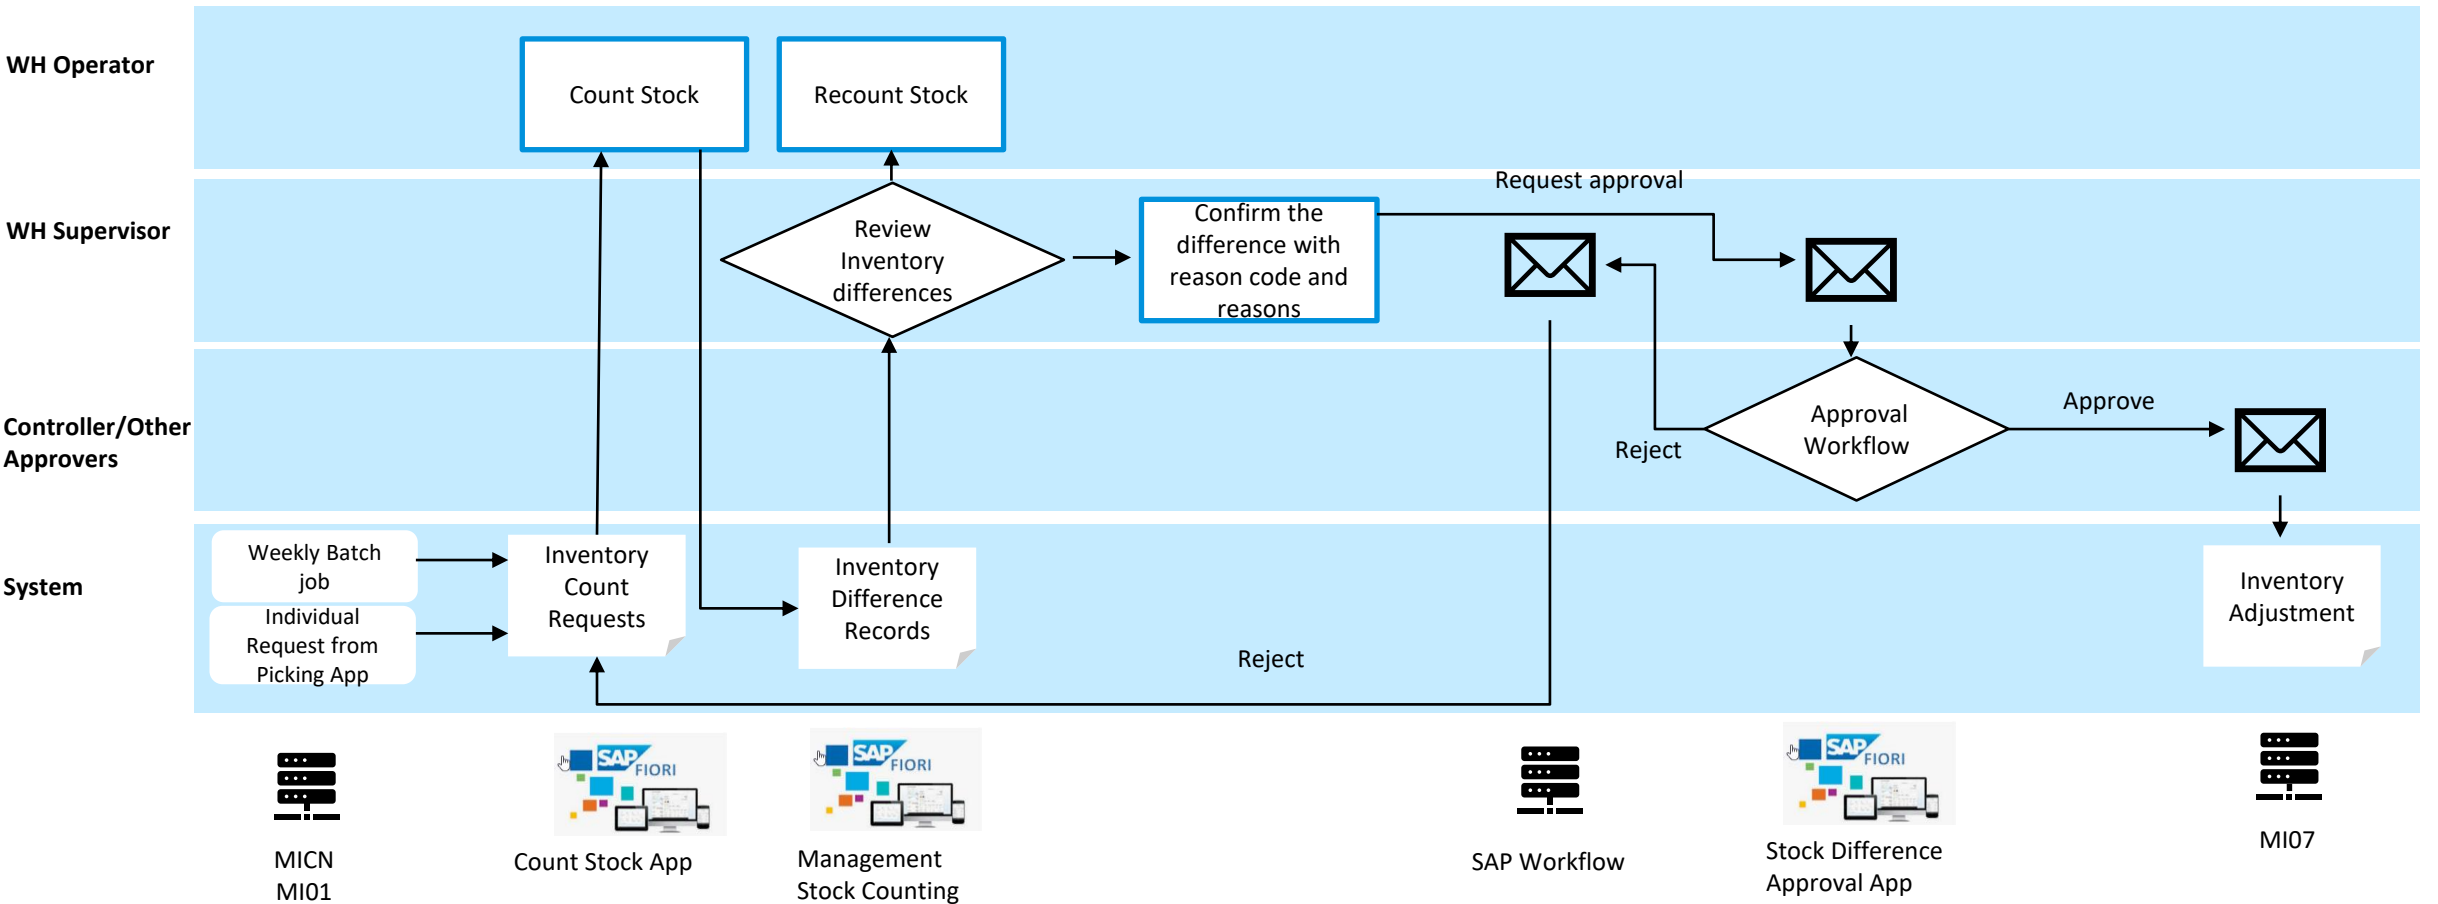 WH Operator
Count Stock
Recount Stock
WH Supervisor
Review
Inventory
differences
Confirm the
difference with
reason code and
reasons
Request approval
Controller/Other
Approvers
Reject
Approval
Workflow
Approve
System
Weekly Batch
job
Individual
Request from
Picking App
Inventory
Count
Requests
Inventory
Difference
Records
Reject
Inventory
Adjustment
MICN
MI01
SAP
FIORI
Count Stock App
SAP
FIORI
Management
Stock Counting
SAP Workflow
SAP
FIORI
Stock Difference
Approval App
MI07